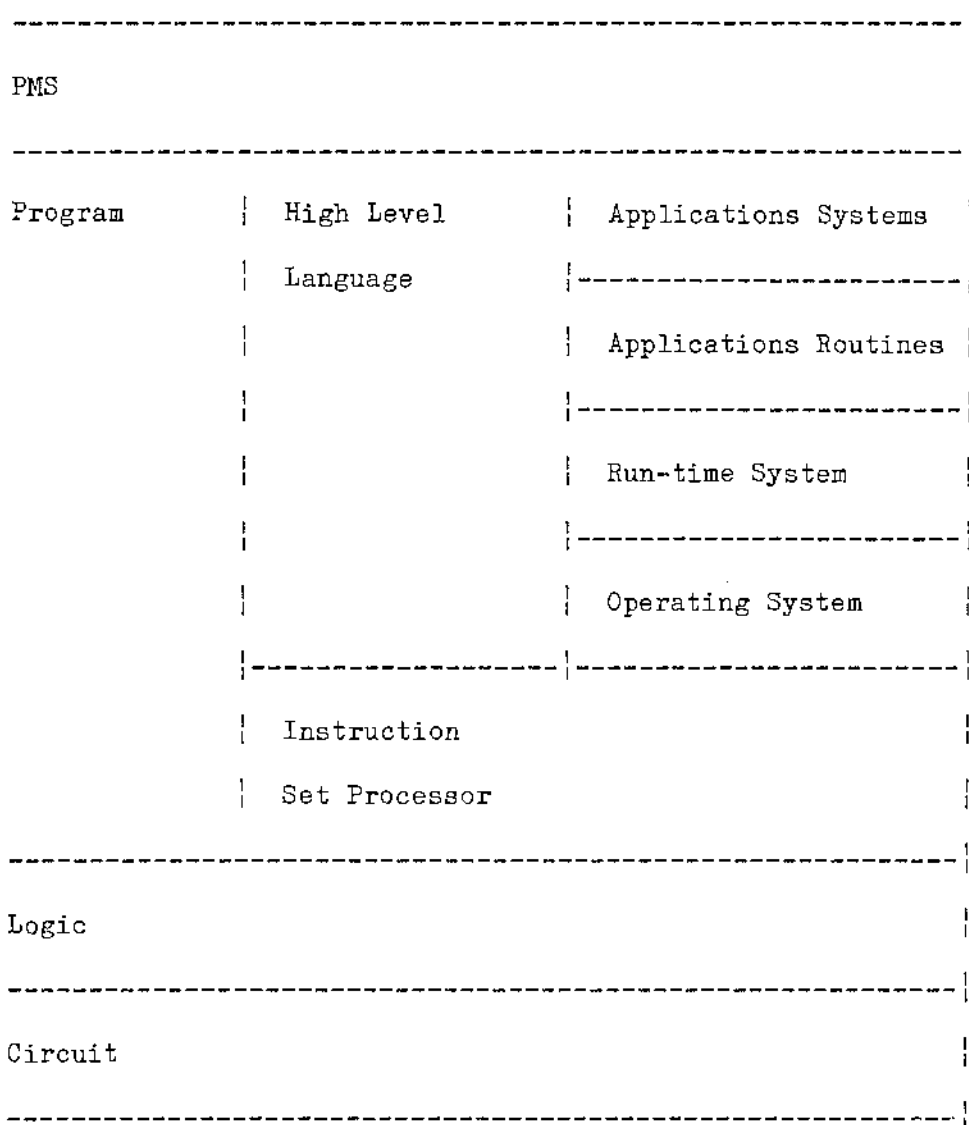 PMS
Program High Level Applications Systems
Language
Applications Routines
Run-time System
Operating System
Instruction
Set Processor
Logic
Circuit